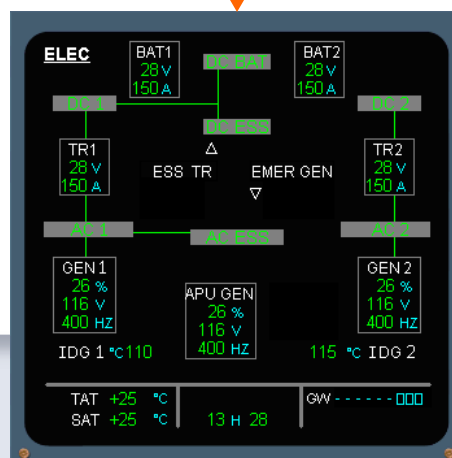 ELEC
BAT1
28 V
150 A
DC BAT
BAT2
28 V
150 A
DC 1
DC 2
DC ESS
TR1
28 V
150 A
ESS TR
EMER GEN
TR2
28 V
150 A
AC 1
AC ESS
AC 2
GEN 1
26 %
116 V
400 HZ
APU GEN
26 %
116 V
400 HZ
GEN 2
26 %
116 V
400 HZ
IDG 1 °C 110
115 °C IDG 2
TAT +25 °C
SAT +25 °C
13 H 28
GW - - - - - -